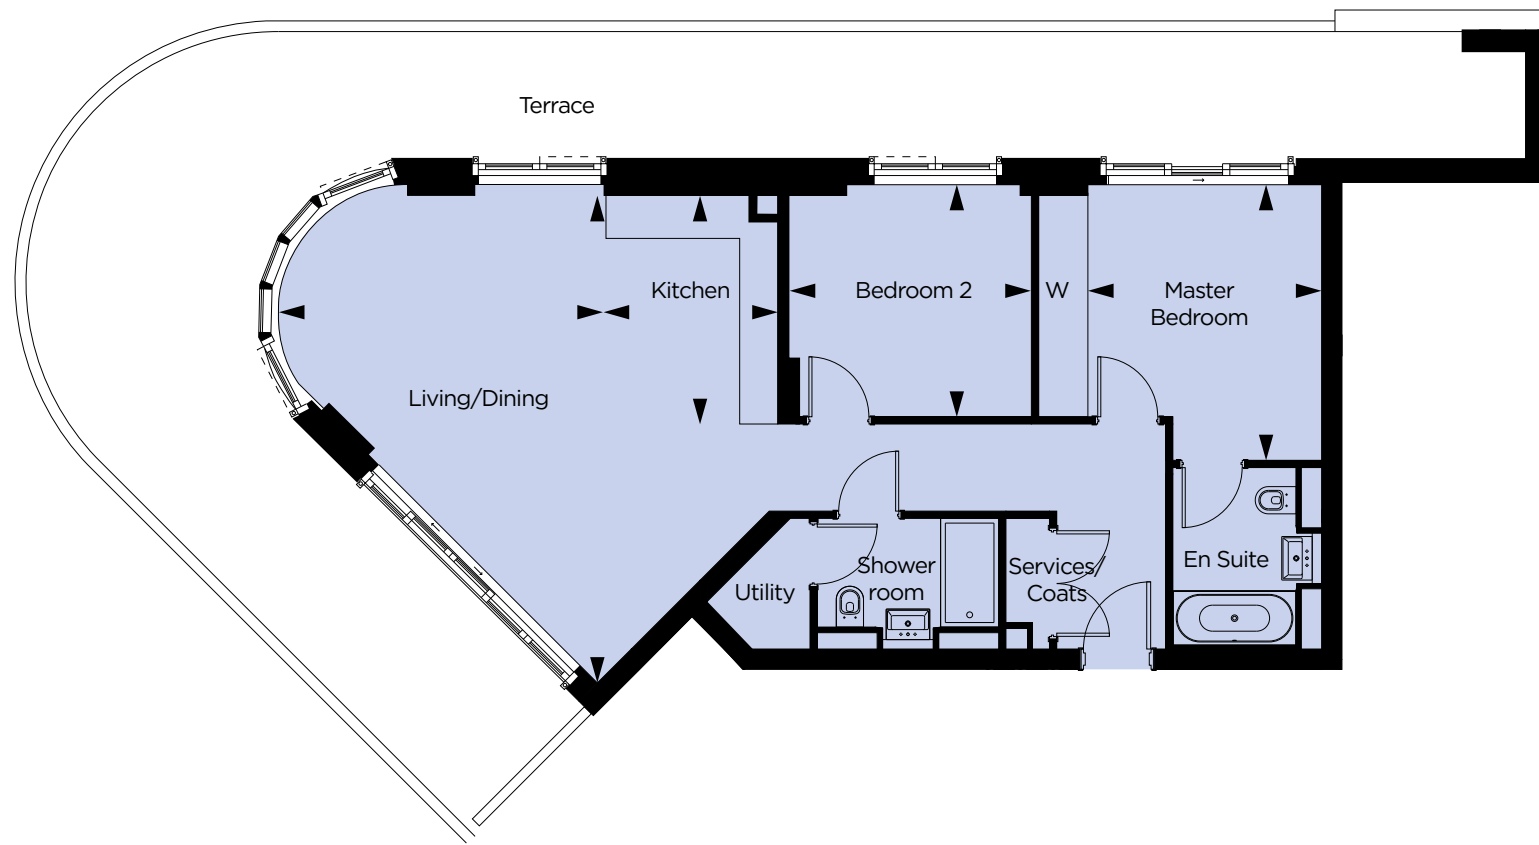 Terrace
Kitchen
Bedroom 2
W
Master
Bedroom
Living/Dining
Shower
room
Services/
Coats
En Suite
Utility